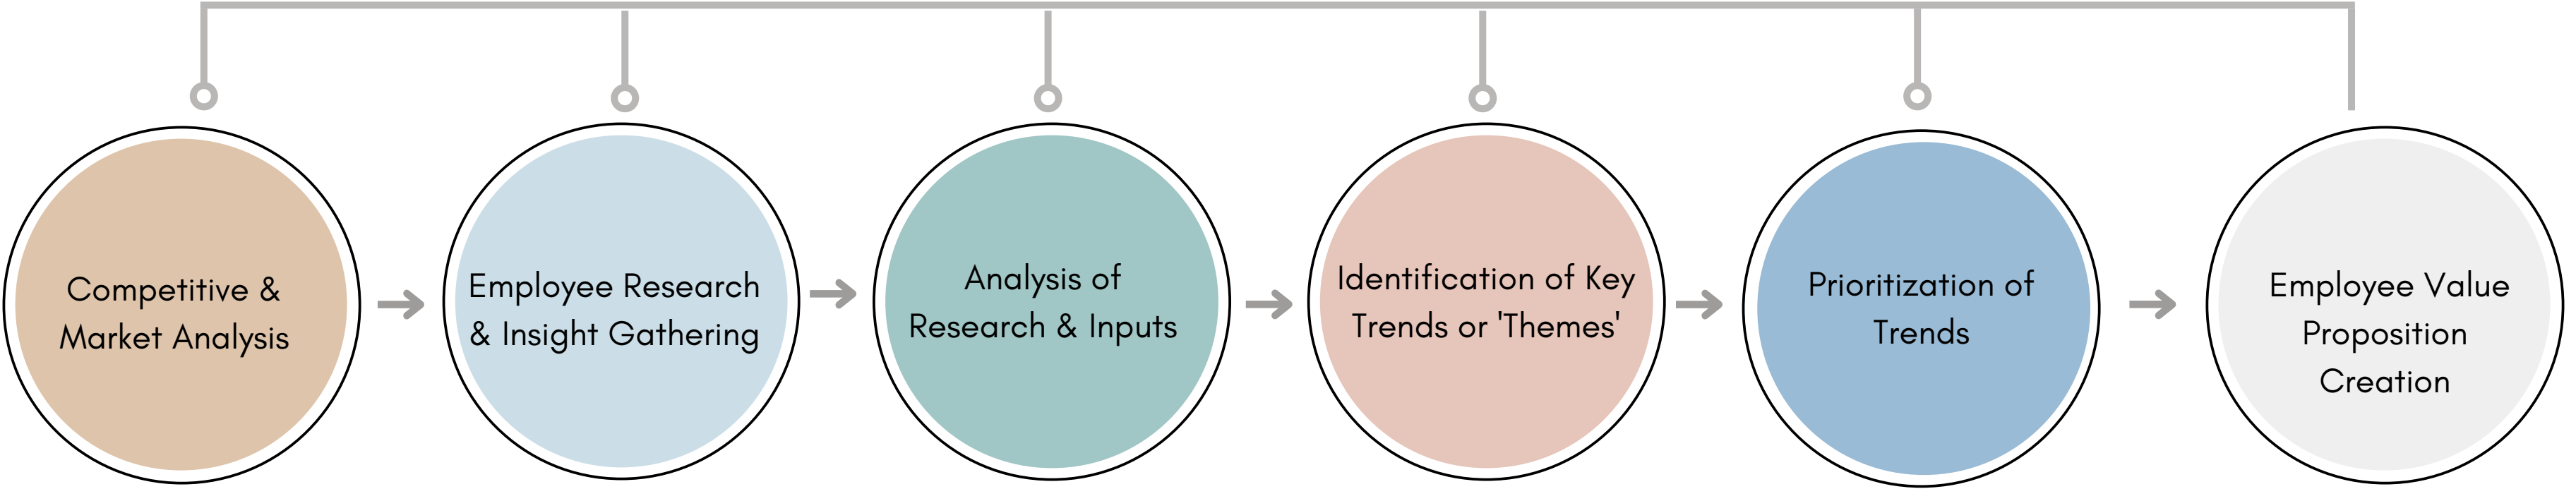 Competitive &
Market Analysis
Employee Research
& Insight Gathering
Analysis of
Research & Inputs
Identification of Key
Trends or 'Themes'
Prioritization of
Trends
Employee Value
Proposition
Creation